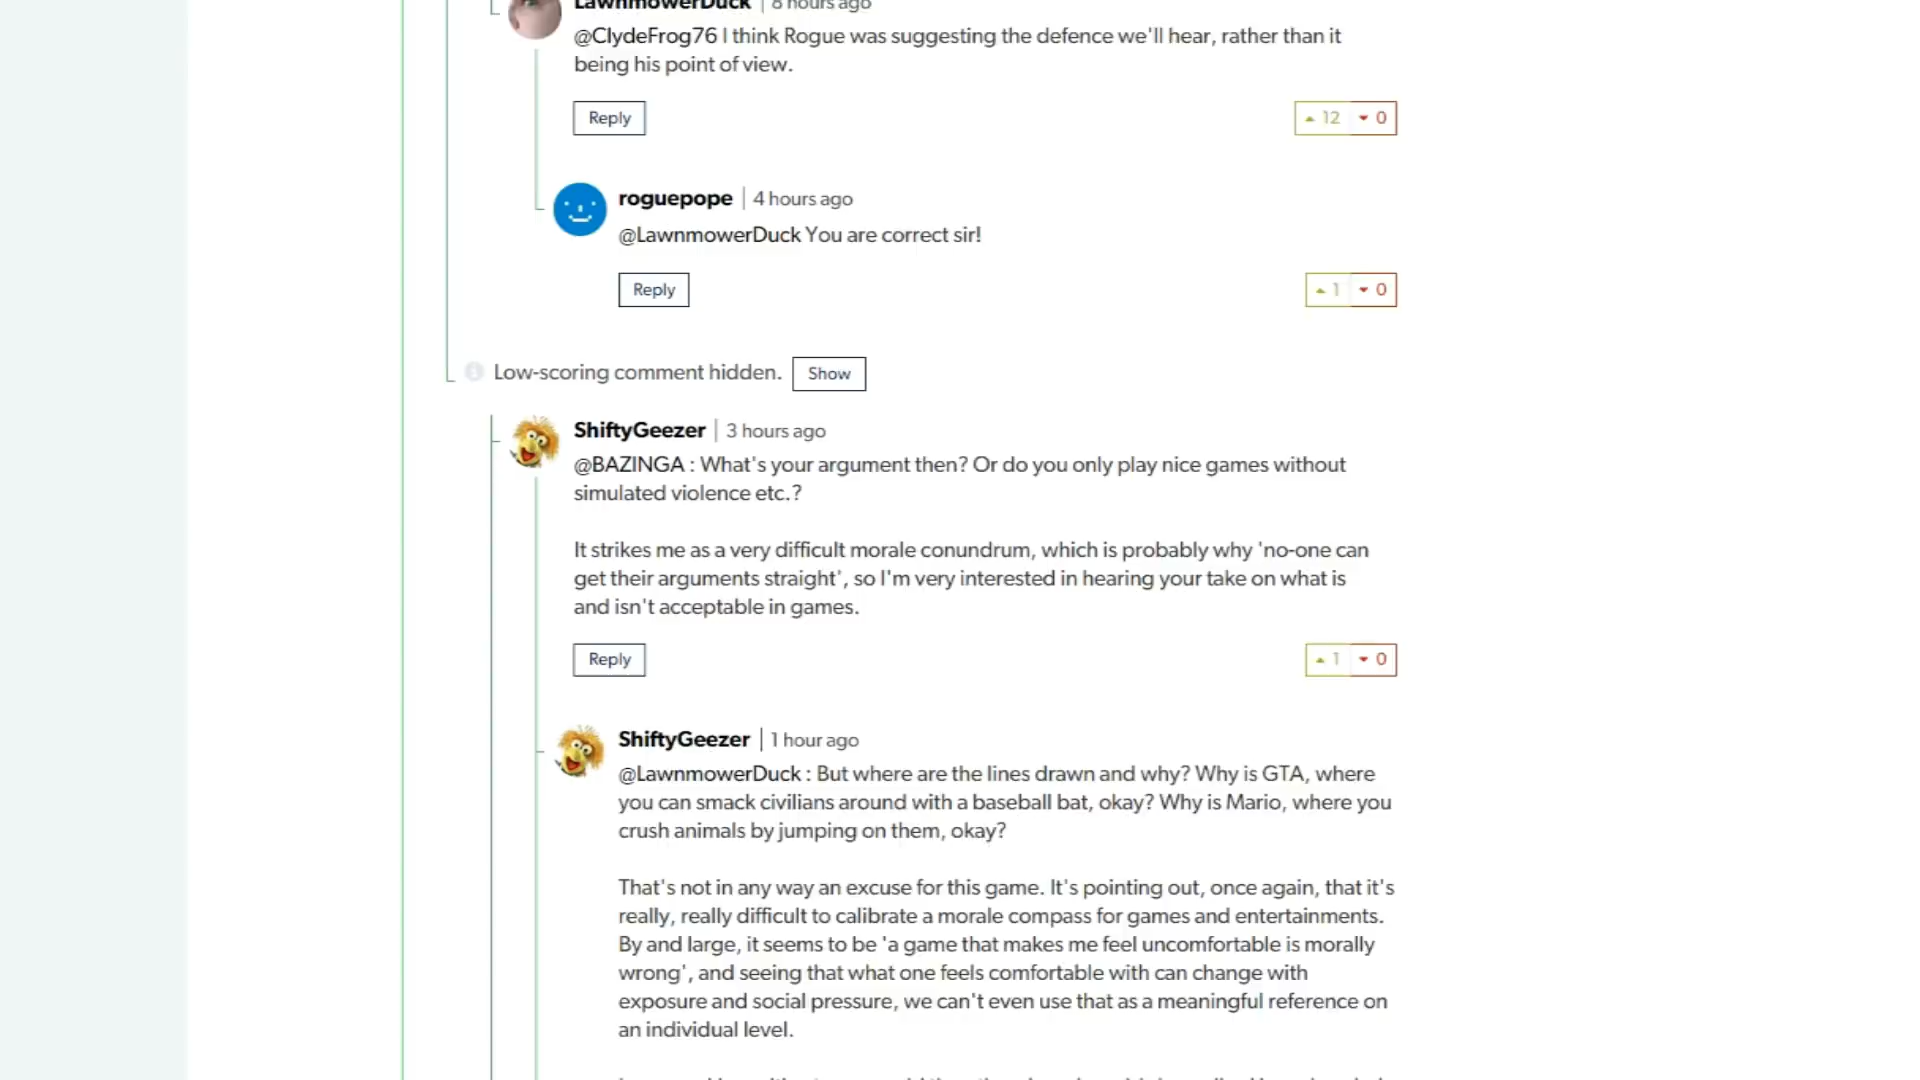 LawnmowerDuck | 8 hours ago
@ClydeFrog76 I think Rogue was suggesting the defence we'll hear, rather than it
being his point of view.
Reply
12 0
roguepope | 4 hours ago
@LawnmowerDuck You are correct sir!
Reply
1 0
Low-scoring comment hidden. Show
ShiftyGeezer | 3 hours ago
@BAZINGA : What's your argument then? Or do you only play nice games without
simulated violence etc.?
It strikes me as a very difficult morale conundrum, which is probably why 'no-one can
get their arguments straight', so I'm very interested in hearing your take on what is
and isn't acceptable in games.
Reply
1 0
ShiftyGeezer | 1 hour ago
@LawnmowerDuck : But where are the lines drawn and why? Why is GTA, where
you can smack civilians around with a baseball bat, okay? Why is Mario, where you
crush animals by jumping on them, okay?
That's not in any way an excuse for this game. It's pointing out, once again, that it's
really, really difficult to calibrate a morale compass for games and entertainments.
By and large, it seems to be 'a game that makes me feel uncomfortable is morally
wrong', and seeing that what one feels comfortable with can change with
exposure and social pressure, we can't even use that as a meaningful reference on
an individual level.